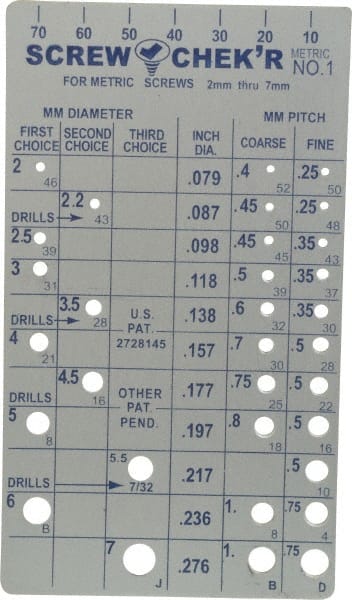 70 60 50 40 30 20 10
SCREW CHEK'R METRIC NO.1
FOR METRIC SCREWS 2mm thru 7mm
MM DIAMETER MM PITCH
FIRST CHOICE SECOND CHOICE THIRD CHOICE INCH DIA. COARSE FINE
2 46 .079 .4 52 .25 50
DRILLS 2.2 43 .087 .45 50 .25 48
2.5 39 .098 .45 45 .35 43
3 31 .118 .5 39 .35 37
DRILLS 3.5 28 U.S. PAT. 2728145 .138 .6 32 .35 30
4 21 .157 .7 30 .5 28
DRILLS 4.5 16 OTHER PAT. PEND. .177 .75 25 .5 22
5 8 .197 .8 18 .5 16
DRILLS 5.5 7/32 .217 .5 10
6 B .236 1. 8 .75 4
7 J .276 1. B .75 D